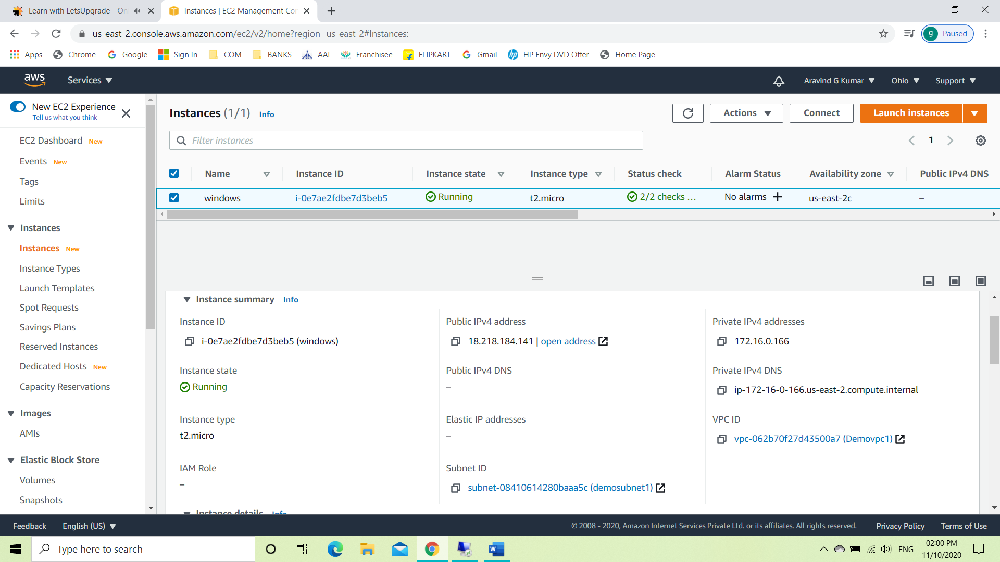 Learn with LetsUpgrade - On
Instances | EC2 Management Con
us-east-2.console.aws.amazon.com/ec2/v2/home?region=us-east-2#Instances:
g Paused
Apps Chrome Google Sign In COM BANKS AAI Franchisee FLIPKART Gmail HP Envy DVD Offer Home Page
aws Services Aravind G Kumar Ohio Support
New EC2 Experience
Tell us what you think
EC2 Dashboard New
Events New
Tags
Limits
Instances
Instances New
Instance Types
Launch Templates
Spot Requests
Savings Plans
Reserved Instances
Dedicated Hosts New
Capacity Reservations
Images
AMIs
Elastic Block Store
Volumes
Snapshots
Instances (1/1) Info
Actions Connect Launch instances
Filter instances
1
Name Instance ID Instance state Instance type Status check Alarm Status Availability zone Public IPv4 DNS
windows i-0e7ae2fdbe7d3beb5 Running t2.micro 2/2 checks ... No alarms + us-east-2c –
Instance summary Info
Instance ID
i-0e7ae2fdbe7d3beb5 (windows)
Public IPv4 address
18.218.184.141 | open address
Private IPv4 addresses
172.16.0.166
Instance state
Running
Public IPv4 DNS
–
Private IPv4 DNS
ip-172-16-0-166.us-east-2.compute.internal
Instance type
t2.micro
Elastic IP addresses
–
VPC ID
vpc-062b70f27d43500a7 (Demovpc1)
IAM Role
–
Subnet ID
subnet-08410614280baaa5c (demosubnet1)
Instance details Info
Feedback English (US) © 2008 - 2020, Amazon Internet Services Private Ltd. or its affiliates. All rights reserved. Privacy Policy Terms of Use
Type here to search
ENG
02:00 PM
11/10/2020